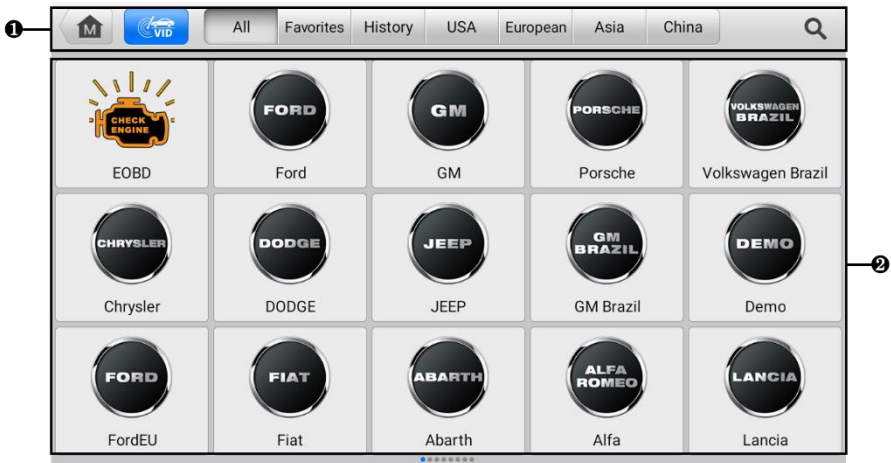 ❶
M
VID
All
Favorites
History
USA
European
Asia
China
CHECK
ENGINE
EOBD
FORD
Ford
GM
GM
PORSCHE
Porsche
VOLKSWAGEN
BRAZIL
Volkswagen Brazil
CHRYSLER
Chrysler
DODGE
DODGE
JEEP
JEEP
GM
BRAZIL
GM Brazil
DEMO
Demo
❷
FORD
FordEU
FIAT
Fiat
ABARTH
Abarth
ALFA
ROMEO
Alfa
LANCIA
Lancia